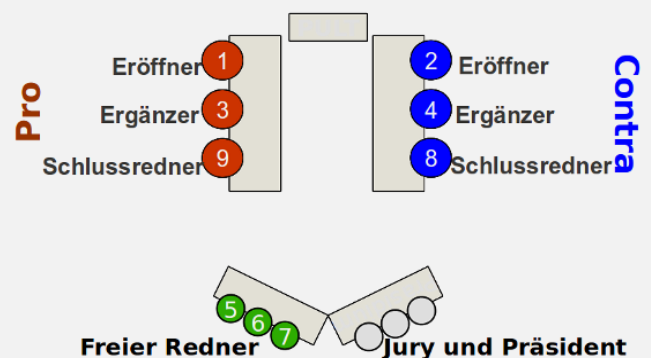 Pro
Contra
1 Eröffner
2 Eröffner
3 Ergänzer
4 Ergänzer
9 Schlussredner
8 Schlussredner
5
6
7
Freier Redner
Jury und Präsident